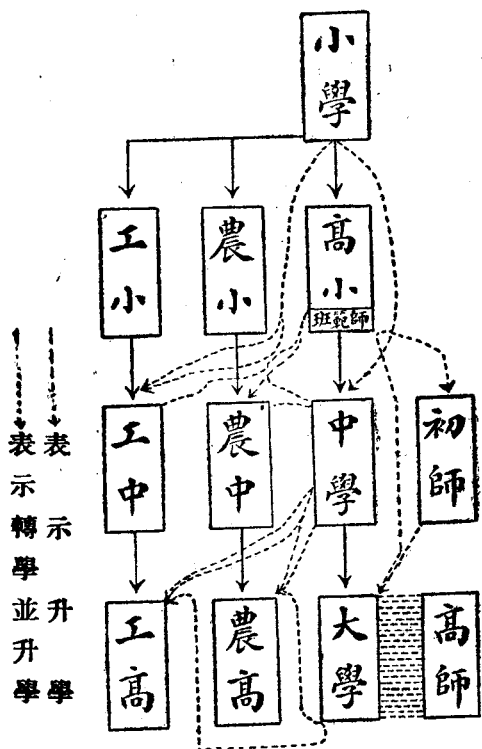 小學
高小
師範班
農小
工小
初師
中學
農中
工中
高師
大學
農高
工高
表示升學
表示轉學並升學